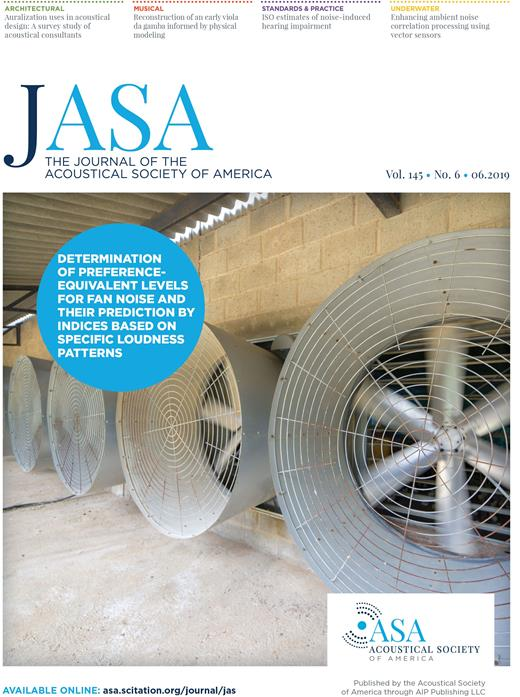 ARCHITECTURAL
Auralization uses in acoustical
design: A survey study of
acoustical consultants
MUSICAL
Reconstruction of an early viola
da gamba informed by physical
modeling
STANDARDS & PRACTICE
ISO estimates of noise-induced
hearing impairment
UNDERWATER
Enhancing ambient noise
correlation processing using
vector sensors
JASA
THE JOURNAL OF THE
ACOUSTICAL SOCIETY OF AMERICA
Vol. 145 • No. 6 • 06.2019
DETERMINATION
OF PREFERENCE-
EQUIVALENT LEVELS
FOR FAN NOISE AND
THEIR PREDICTION BY
INDICES BASED ON
SPECIFIC LOUDNESS
PATTERNS
ASA
ACOUSTICAL SOCIETY
OF AMERICA
AVAILABLE ONLINE: asa.scitation.org/journal/jas
Published by the Acoustical Society
of America through AIP Publishing LLC